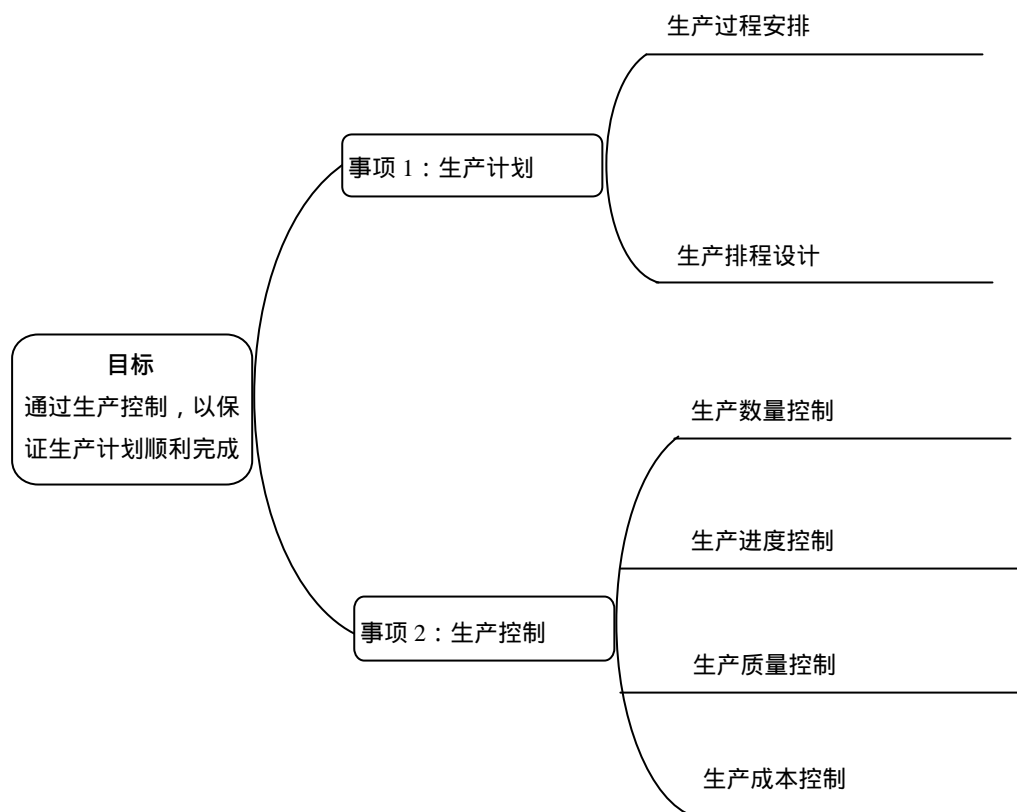 生产过程安排
事项 1：生产计划
生产排程设计
目标
通过生产控制，以保
证生产计划顺利完成
生产数量控制
生产进度控制
事项 2：生产控制
生产质量控制
生产成本控制